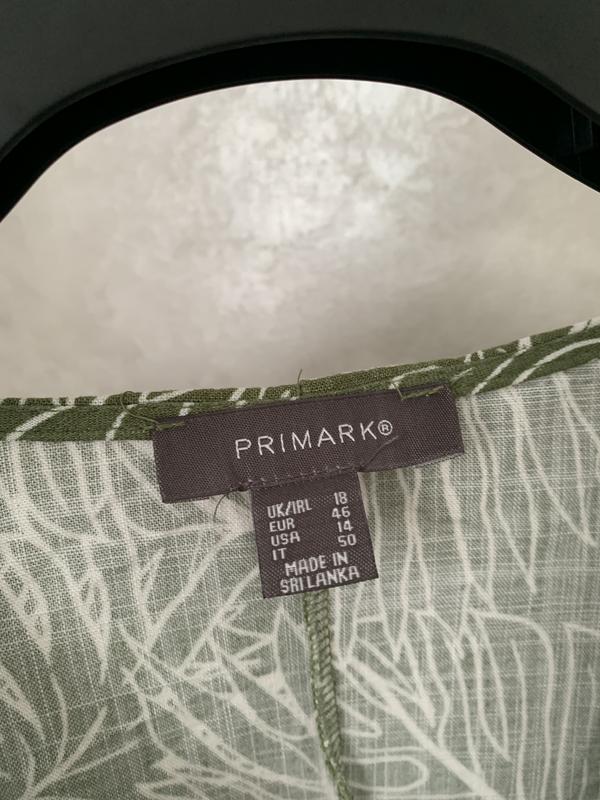 PRIMARK®
UK/IRL 18
EUR 46
USA 14
IT 50
MADE IN
SRI LANKA